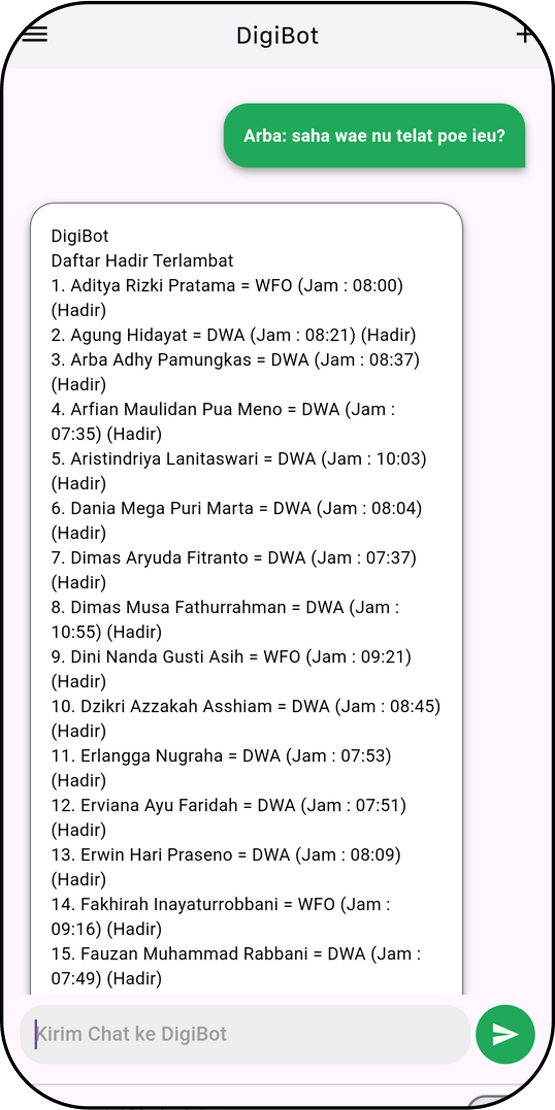 DigiBot
Arba: saha wae nu telat poe ieu?
DigiBot
Daftar Hadir Terlambat
1. Aditya Rizki Pratama = WFO (Jam : 08:00)
(Hadir)
2. Agung Hidayat = DWA (Jam : 08:21) (Hadir)
3. Arba Adhy Pamungkas = DWA (Jam : 08:37)
(Hadir)
4. Arfian Maulidan Pua Meno = DWA (Jam :
07:35) (Hadir)
5. Aristindriya Lanitaswari = DWA (Jam : 10:03)
(Hadir)
6. Dania Mega Puri Marta = DWA (Jam : 08:04)
(Hadir)
7. Dimas Aryuda Fitranto = DWA (Jam : 07:37)
(Hadir)
8. Dimas Musa Fathurrahman = DWA (Jam :
10:55) (Hadir)
9. Dini Nanda Gusti Asih = WFO (Jam : 09:21)
(Hadir)
10. Dzikri Azzakah Asshiam = DWA (Jam : 08:45)
(Hadir)
11. Erlangga Nugraha = DWA (Jam : 07:53)
(Hadir)
12. Erviana Ayu Faridah = DWA (Jam : 07:51)
(Hadir)
13. Erwin Hari Praseno = DWA (Jam : 08:09)
(Hadir)
14. Fakhirah Inayaturrobbani = WFO (Jam :
09:16) (Hadir)
15. Fauzan Muhammad Rabbani = DWA (Jam :
07:49) (Hadir)
Kirim Chat ke DigiBot